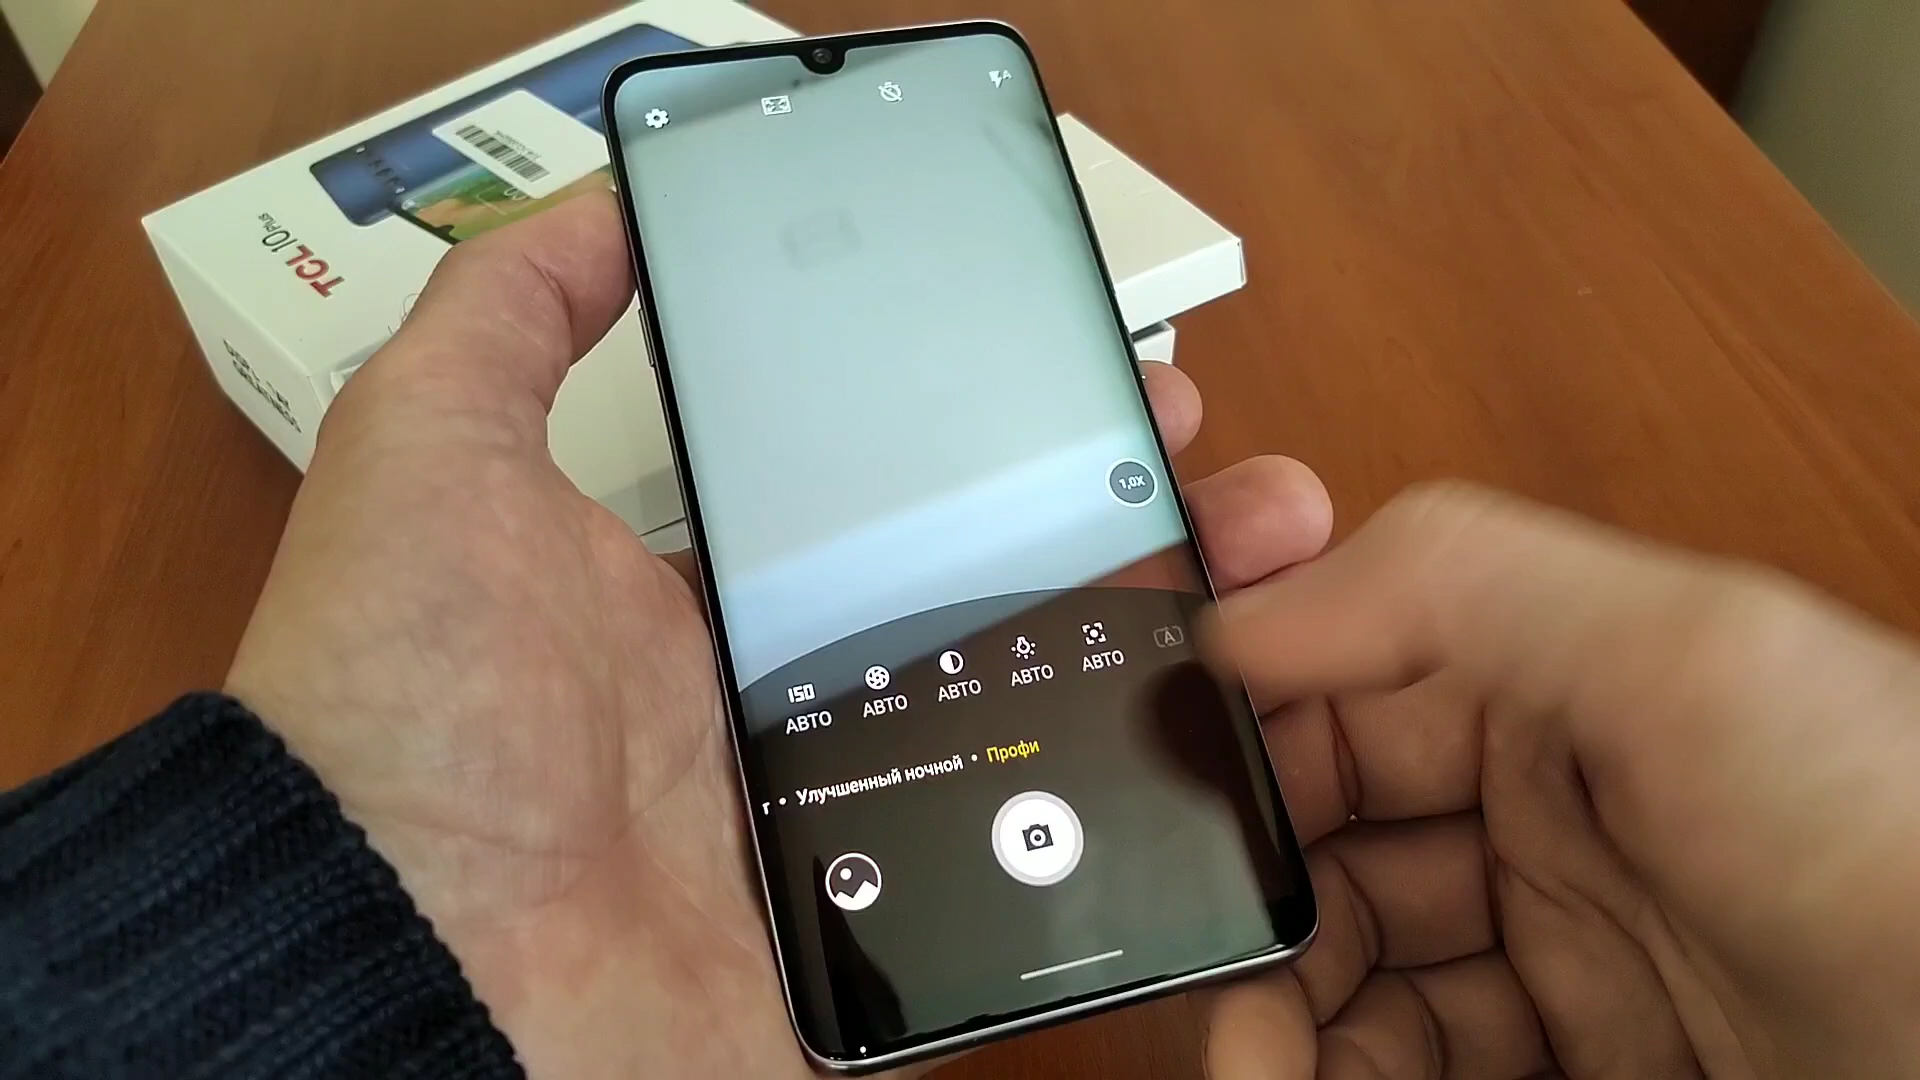 TCL 10 Plus
A
1,0X
ISO
АВТО
АВТО
АВТО
АВТО
АВТО
A
г • Улучшенный ночной • Профи